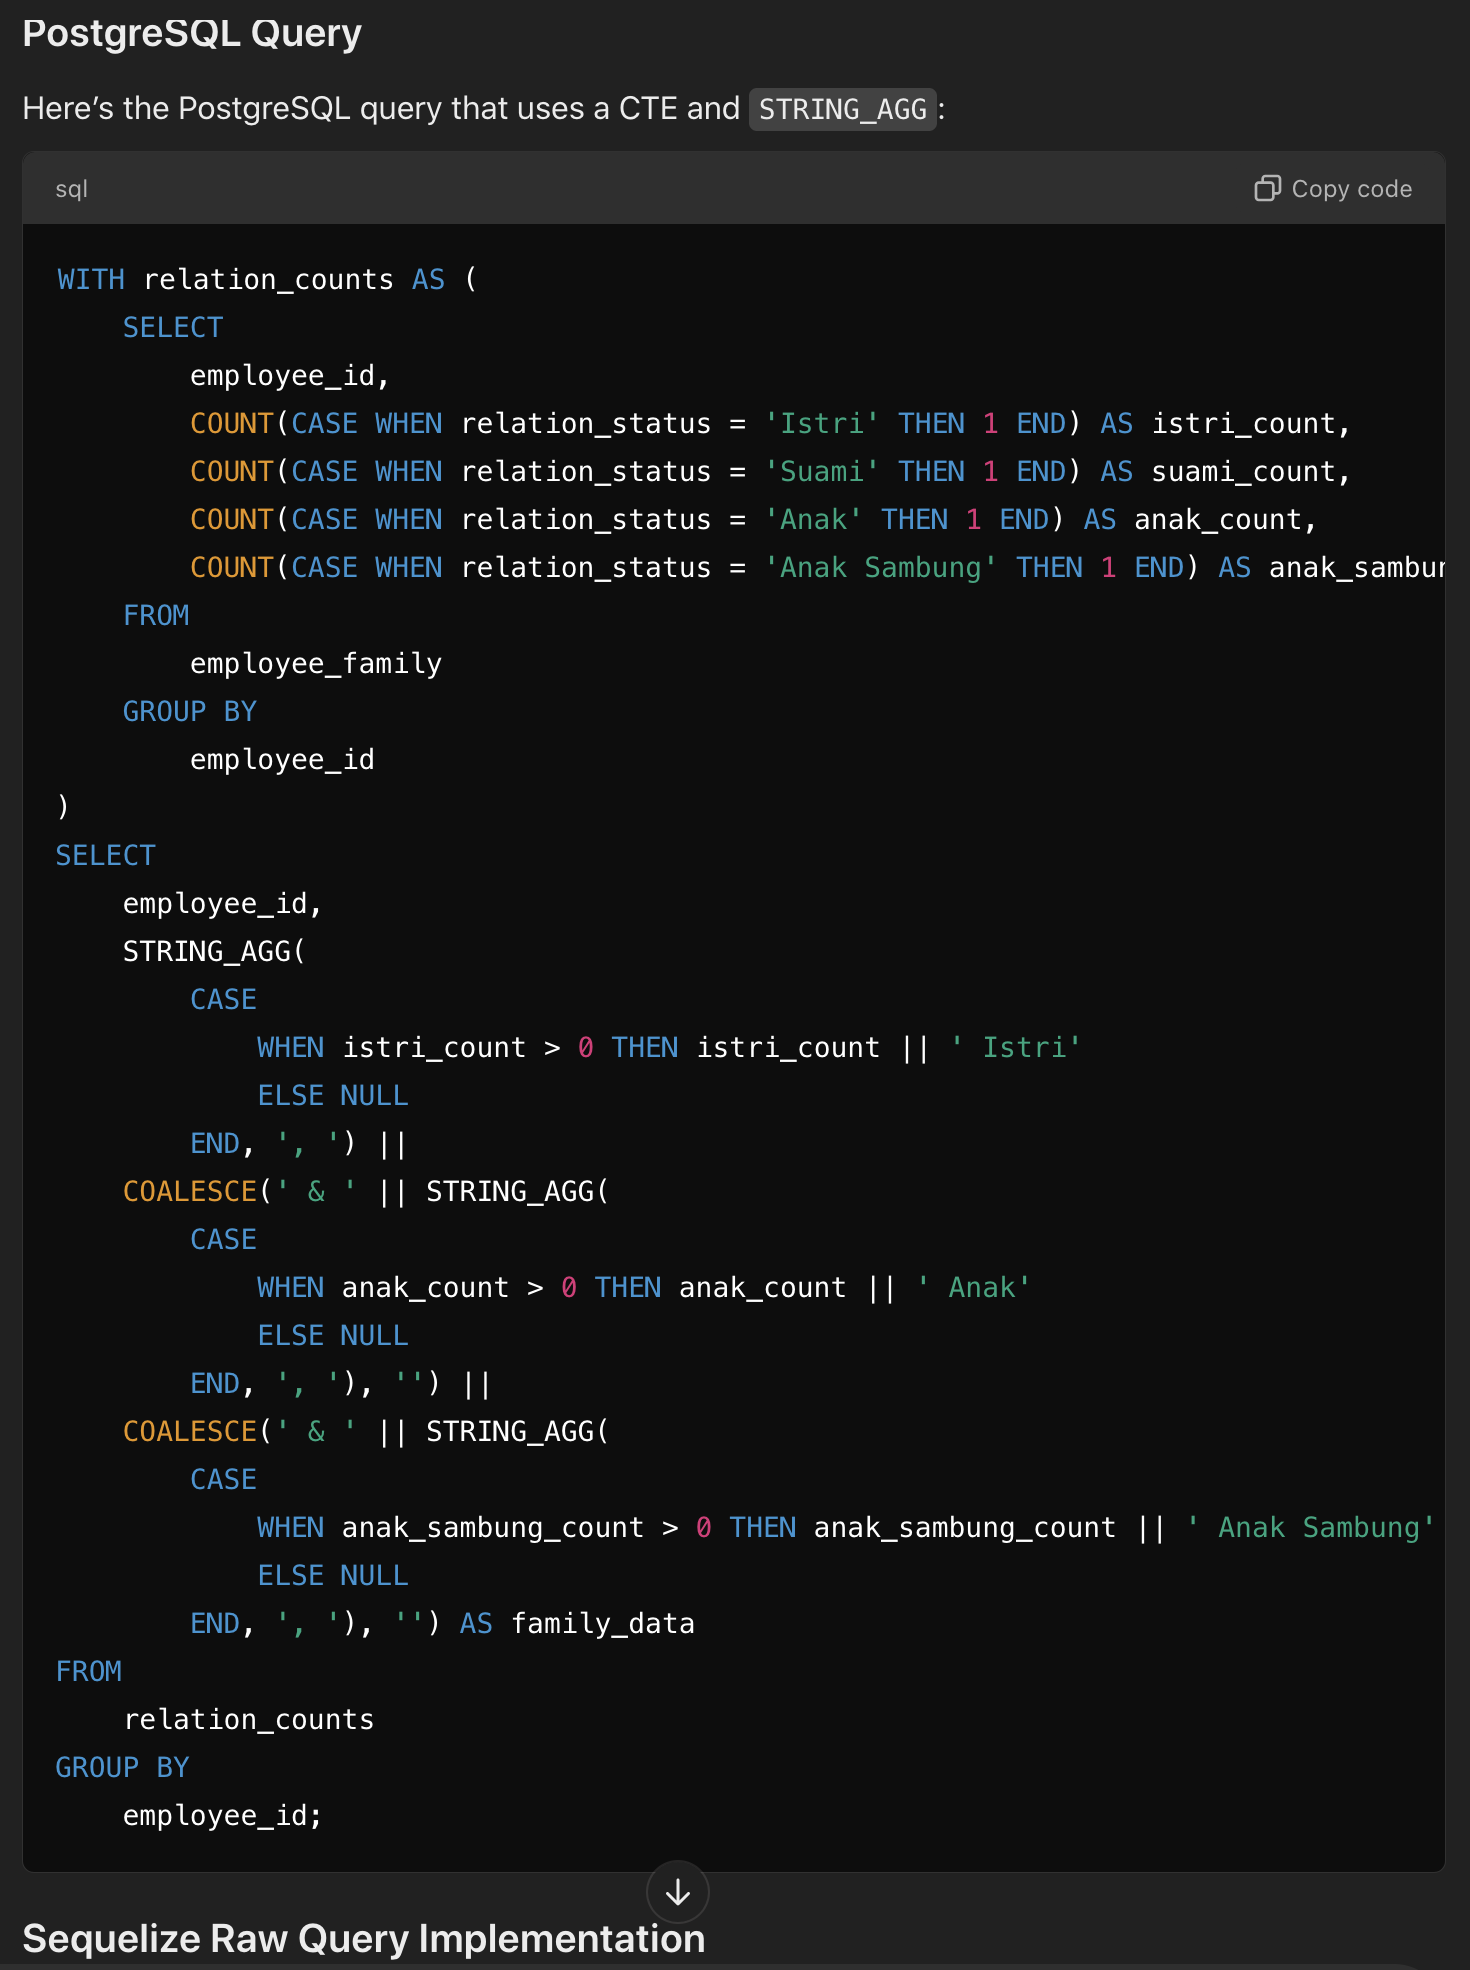 PostgreSQL Query
Here’s the PostgreSQL query that uses a CTE and STRING_AGG:
sql
Copy code
WITH relation_counts AS (
    SELECT
        employee_id,
        COUNT(CASE WHEN relation_status = 'Istri' THEN 1 END) AS istri_count,
        COUNT(CASE WHEN relation_status = 'Suami' THEN 1 END) AS suami_count,
        COUNT(CASE WHEN relation_status = 'Anak' THEN 1 END) AS anak_count,
        COUNT(CASE WHEN relation_status = 'Anak Sambung' THEN 1 END) AS anak_sambun
    FROM
        employee_family
    GROUP BY
        employee_id
)
SELECT
    employee_id,
    STRING_AGG(
        CASE
            WHEN istri_count > 0 THEN istri_count || ' Istri'
            ELSE NULL
        END, ', ') ||
    COALESCE(' & ' || STRING_AGG(
        CASE
            WHEN anak_count > 0 THEN anak_count || ' Anak'
            ELSE NULL
        END, ', '), '') ||
    COALESCE(' & ' || STRING_AGG(
        CASE
            WHEN anak_sambung_count > 0 THEN anak_sambung_count || ' Anak Sambung'
            ELSE NULL
        END, ', '), '') AS family_data
FROM
    relation_counts
GROUP BY
    employee_id;
Sequelize Raw Query Implementation